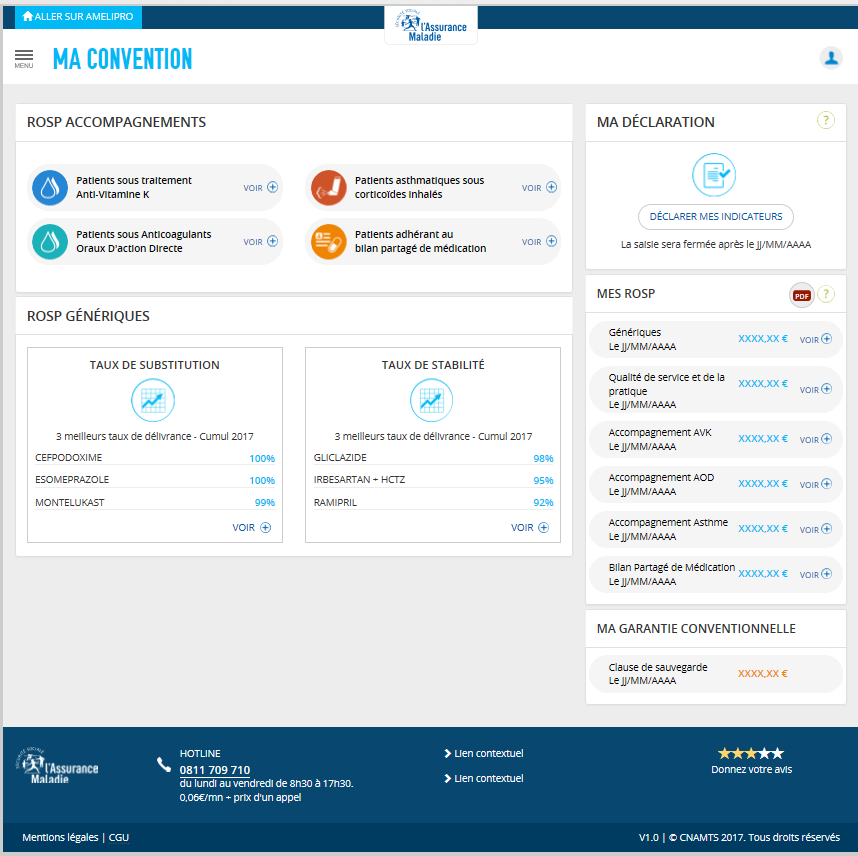 ALLER SUR AMELIPRO
SÉCURITÉ SOCIALE
l'Assurance
Maladie
MENU
MA CONVENTION
ROSP ACCOMPAGNEMENTS
Patients sous traitement
Anti-Vitamine K
VOIR
Patients asthmatiques sous
corticoïdes inhalés
VOIR
Patients sous Anticoagulants
Oraux D'action Directe
VOIR
Patients adhérant au
bilan partagé de médication
VOIR
ROSP GÉNÉRIQUES
TAUX DE SUBSTITUTION
3 meilleurs taux de délivrance - Cumul 2017
CEFPODOXIME 100%
ESOMEPRAZOLE 100%
MONTELUKAST 99%
VOIR
TAUX DE STABILITÉ
3 meilleurs taux de délivrance - Cumul 2017
GLICLAZIDE 98%
IRBESARTAN + HCTZ 95%
RAMIPRIL 92%
VOIR
MA DÉCLARATION ?
DÉCLARER MES INDICATEURS
La saisie sera fermée après le JJ/MM/AAAA
MES ROSP PDF ?
Génériques
Le JJ/MM/AAAA
XXXX,XX € VOIR
Qualité de service et de la
pratique
Le JJ/MM/AAAA
XXXX,XX € VOIR
Accompagnement AVK
Le JJ/MM/AAAA
XXXX,XX € VOIR
Accompagnement AOD
Le JJ/MM/AAAA
XXXX,XX € VOIR
Accompagnement Asthme
Le JJ/MM/AAAA
XXXX,XX € VOIR
Bilan Partagé de Médication
Le JJ/MM/AAAA
XXXX,XX € VOIR
MA GARANTIE CONVENTIONNELLE
Clause de sauvegarde
Le JJ/MM/AAAA
XXXX,XX €
SÉCURITÉ SOCIALE
l'Assurance
Maladie
HOTLINE
0811 709 710
du lundi au vendredi de 8h30 à 17h30.
0,06€/mn + prix d'un appel
Lien contextuel
Lien contextuel
Donnez votre avis
Mentions légales | CGU
V1.0 | © CNAMTS 2017. Tous droits réservés